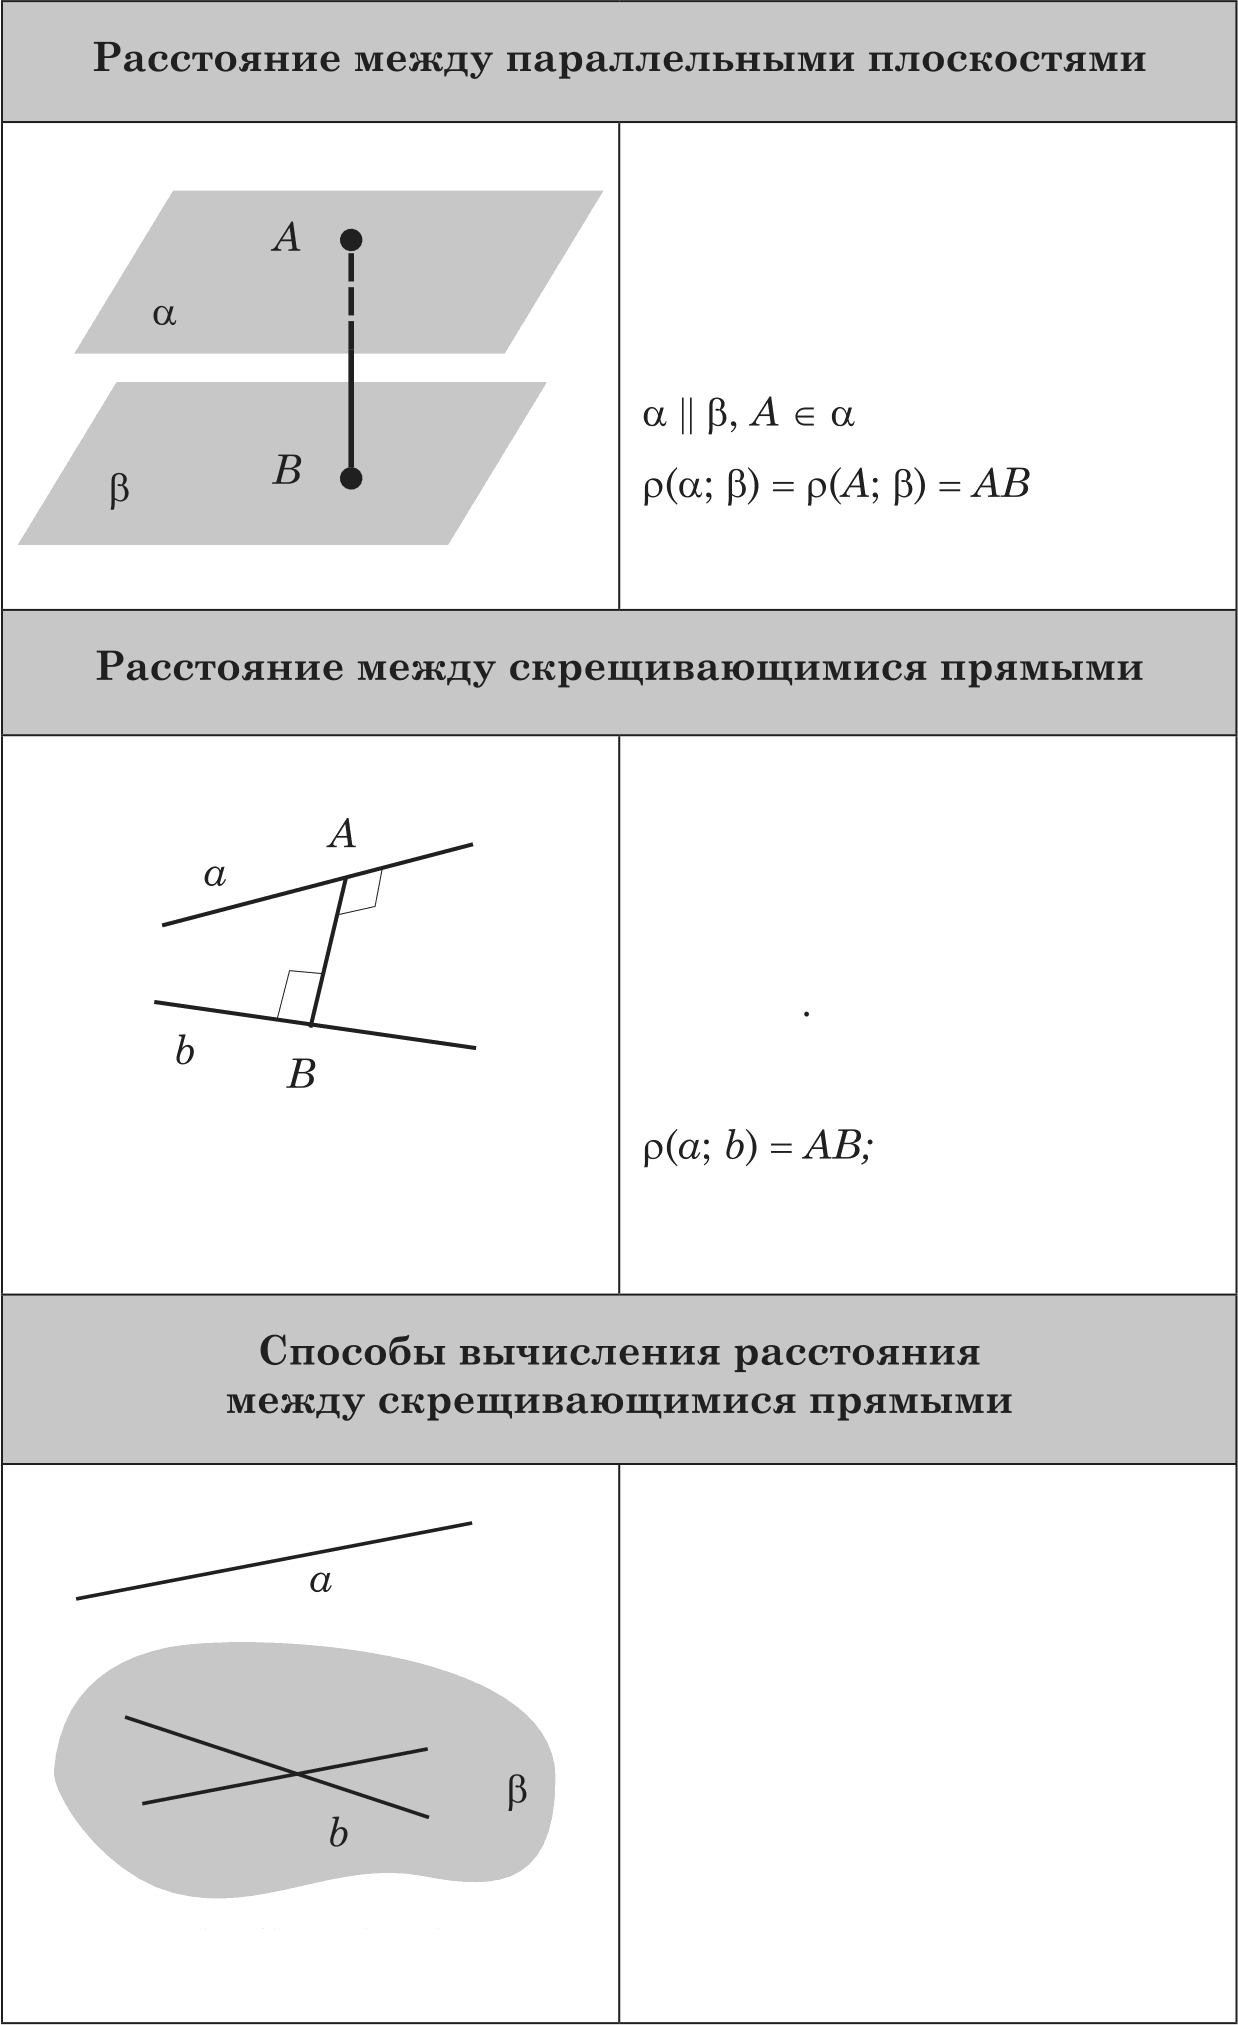 Расстояние между параллельными плоскостями
A
α
B
β
α || β, A ∈ α
ρ(α; β) = ρ(A; β) = AB
Расстояние между скрещивающимися прямыми
A
a
b
B
.
ρ(a; b) = AB;
Способы вычисления расстояния
между скрещивающимися прямыми
a
β
b